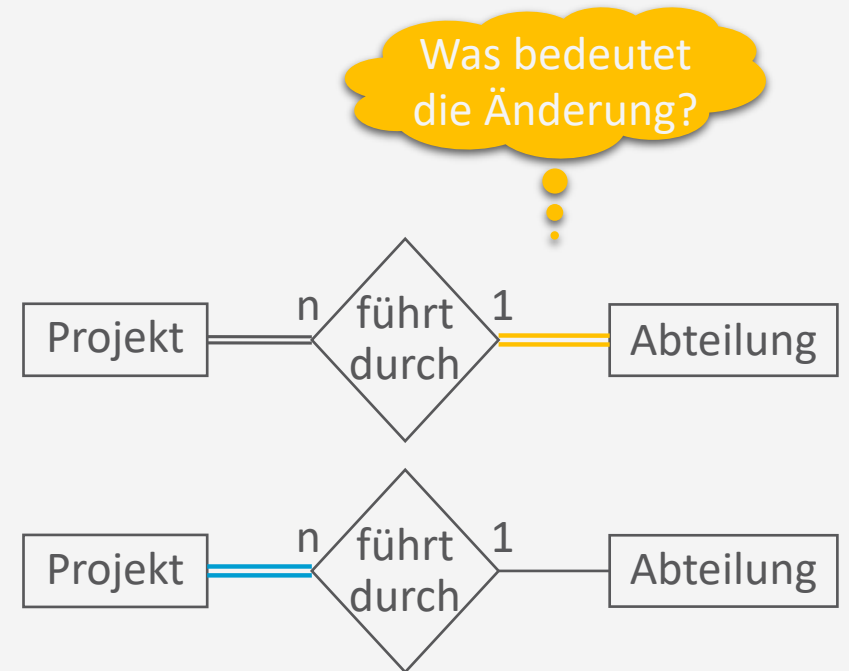 Was bedeutet
die Änderung?
n führt 1
Projekt durch Abteilung
n führt 1
Projekt durch Abteilung